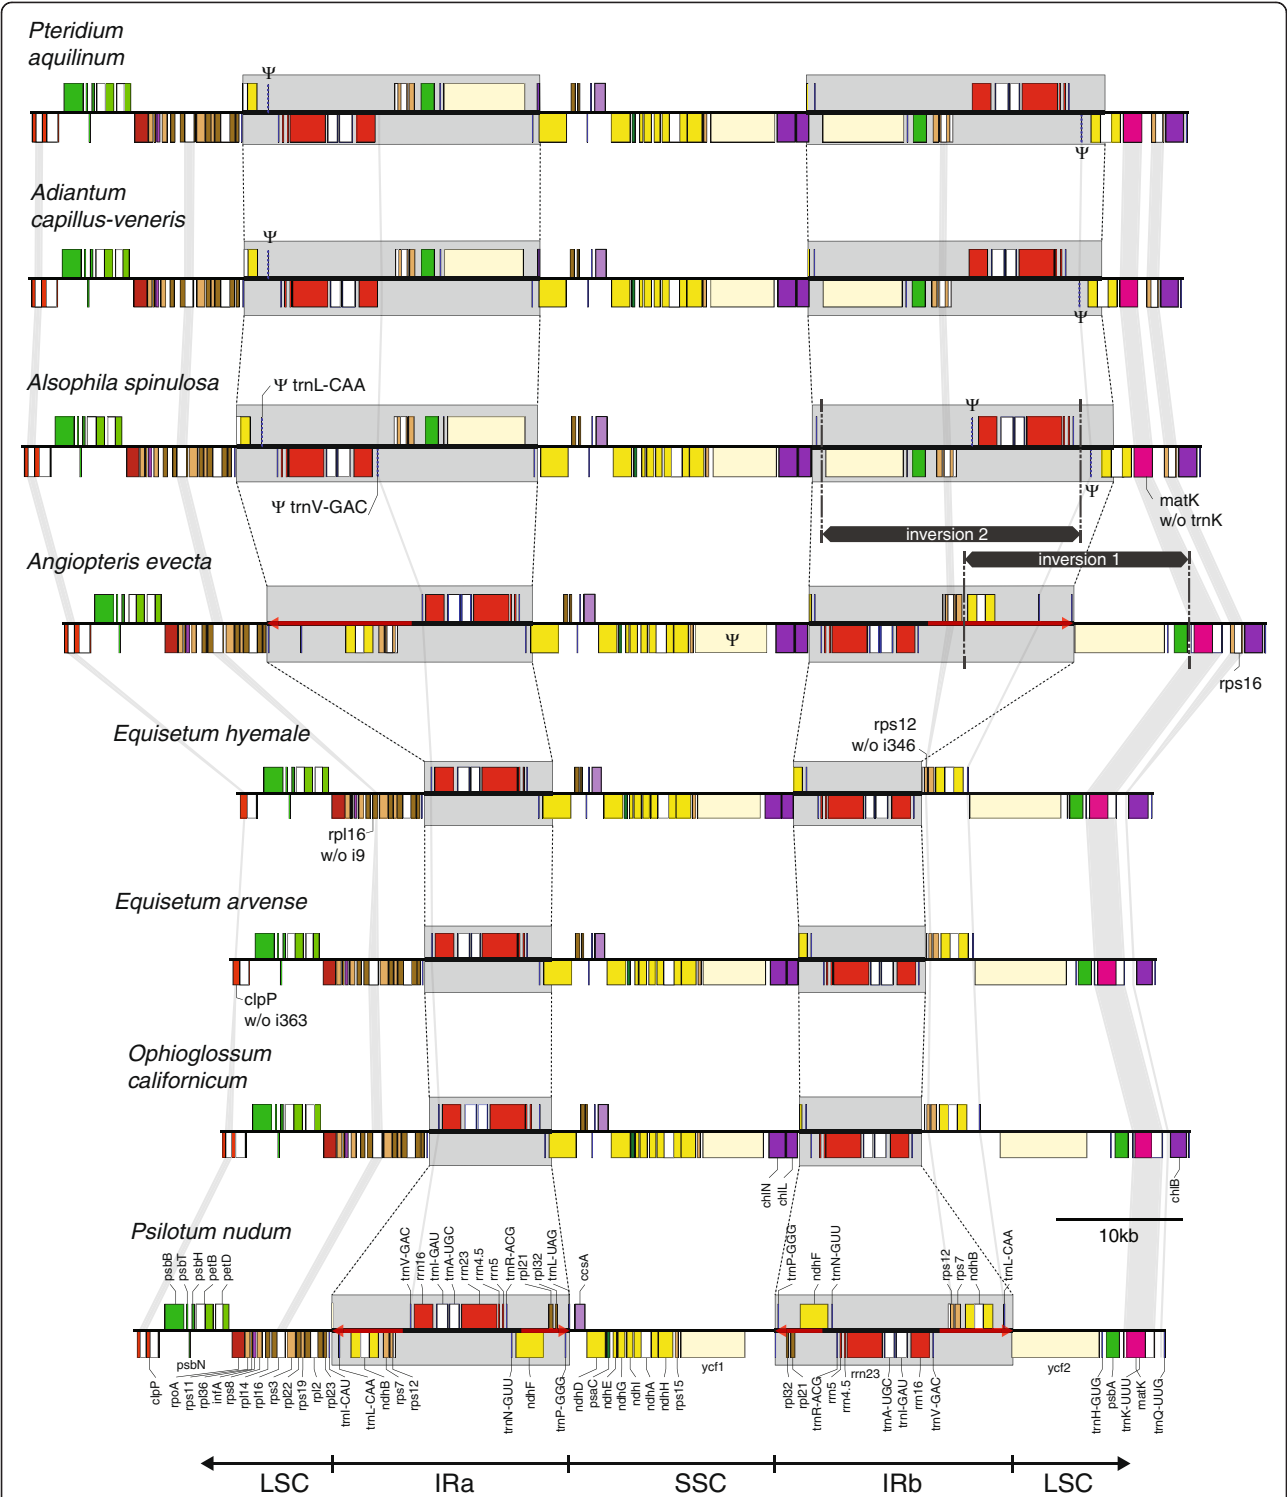 Pteridium
aquilinum
Ψ
Ψ
Adiantum
capillus-veneris
Ψ
Ψ
Alsophila spinulosa
Ψ trnL-CAA
Ψ
Ψ trnV-GAC
Ψ
matK
w/o trnK
inversion 2
Angiopteris evecta
inversion 1
Ψ
rps16
Equisetum hyemale
rps12
w/o i346
rpl16
w/o i9
Equisetum arvense
clpP
w/o i363
Ophioglossum
californicum
chlN
chlL
chlB
10kb
Psilotum nudum
psbB
psbT
psbH
petB
petD
trnV-GAC
rrn16
trnI-GAU
trnA-UGC
rrn23
rrn4.5
rrn5
trnR-ACG
rpl21
rpl32
trnL-UAG
ccsA
trnP-GGG
ndhF
trnN-GUU
rps12
rps7
ndhB
trnL-CAA
clpP
psbN
rpoA
rps11
rpl36
infA
rps8
rpl14
rpl16
rps3
rpl22
rps19
rpl2
rpl23
trnI-CAU
trnL-CAA
ndhB
rps7
rps12
trnN-GUU
ndhF
trnP-GGG
ndhD
psaC
ndhE
ndhG
ndhI
ndhA
ndhH
rps15
ycf1
rpl32
rpl21
trnR-ACG
rrn5
rrn4.5
rrn23
trnA-UGC
trnI-GAU
rrn16
trnV-GAC
ycf2
trnH-GUG
psbA
trnK-UUU
matK
trnQ-UUG
LSC
IRa
SSC
IRb
LSC